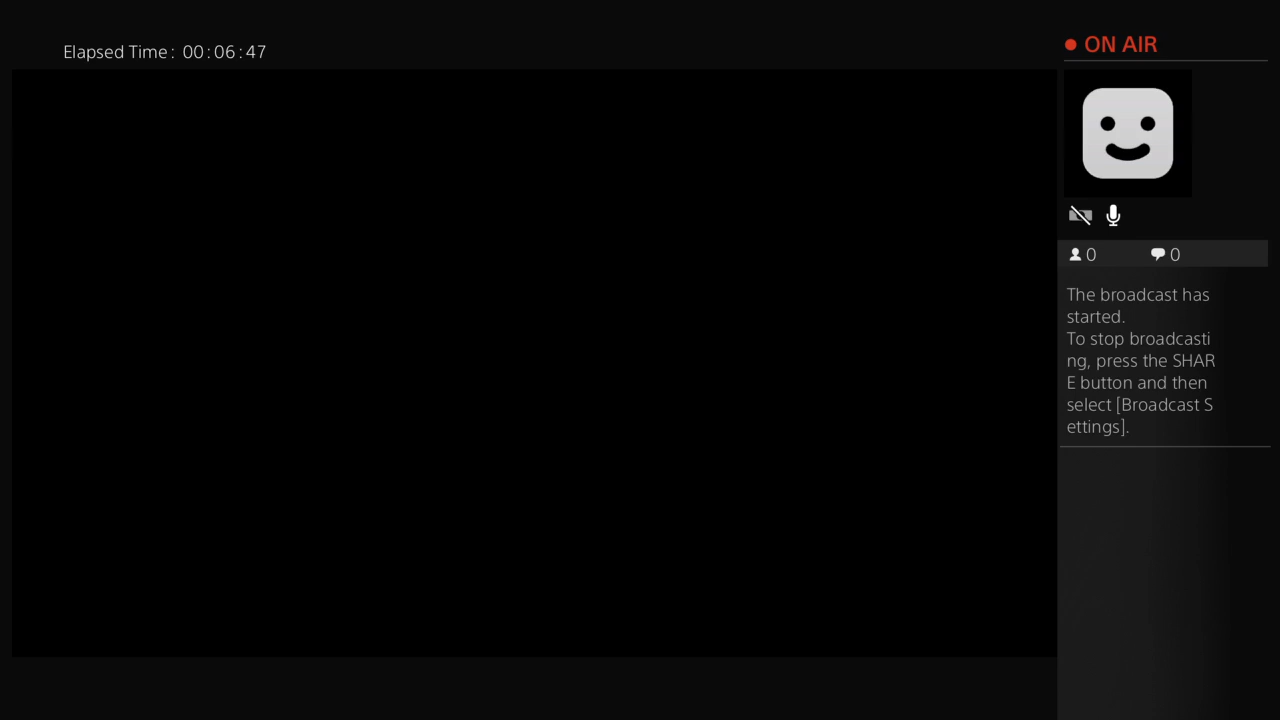 Elapsed Time: 00:06:47
ON AIR
0 0
The broadcast has
started.
To stop broadcasti
ng, press the SHAR
E button and then
select [Broadcast S
ettings].